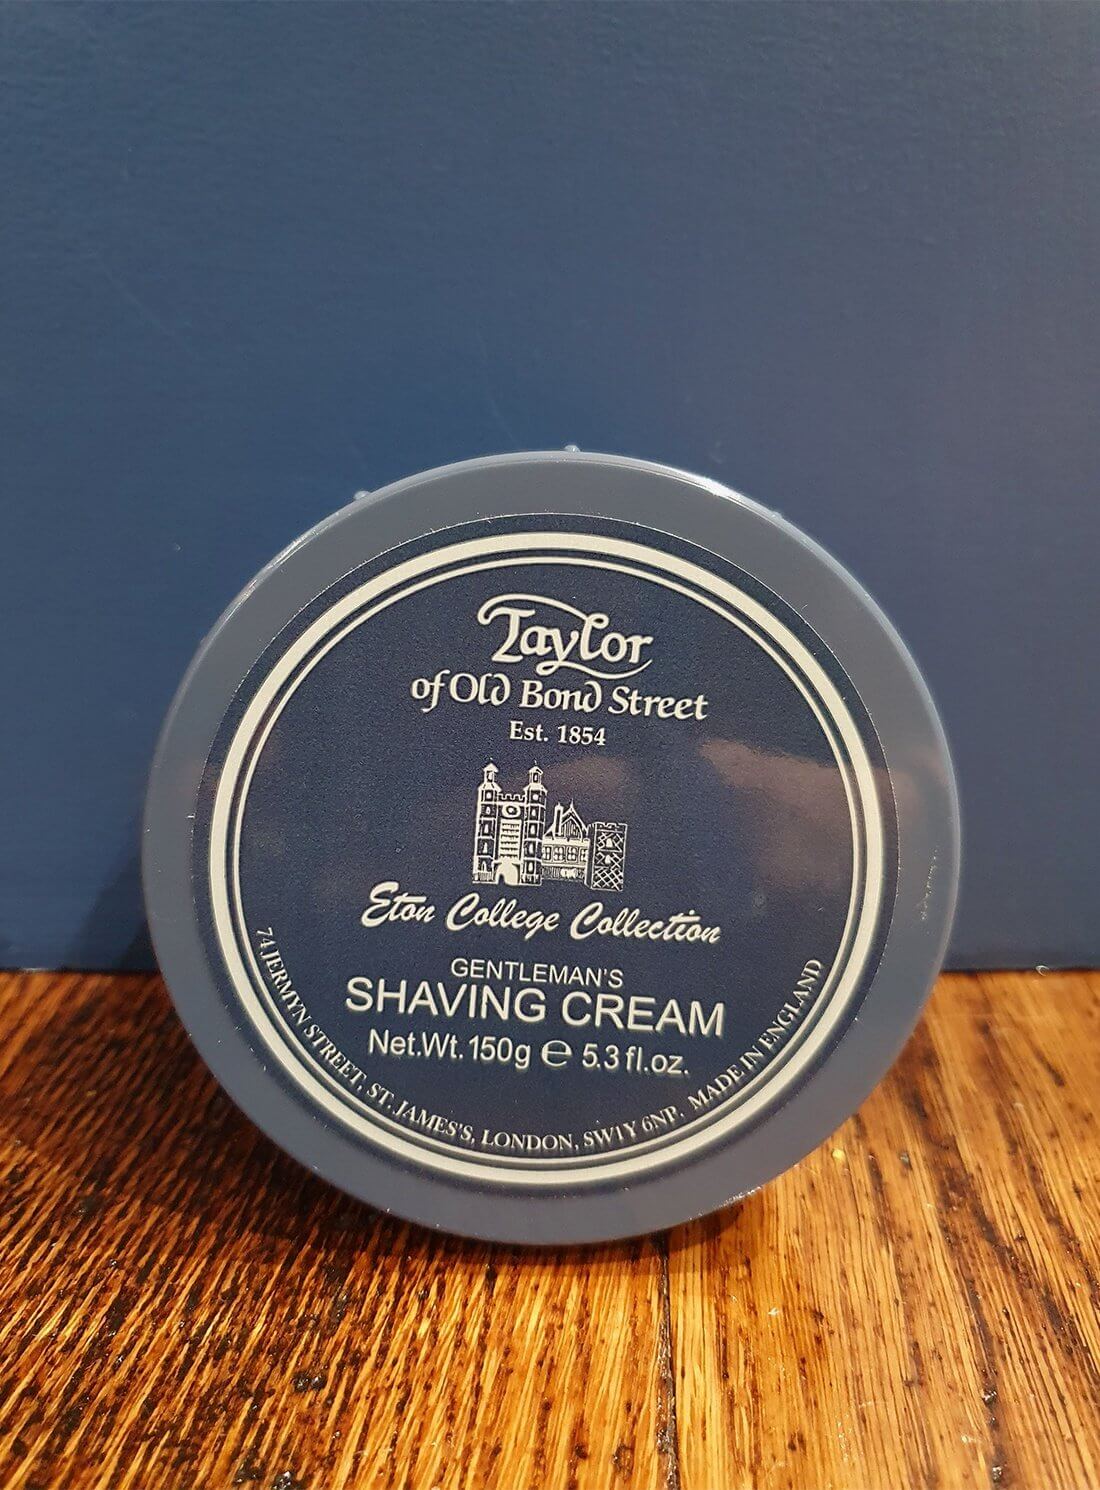 Taylor
of Old Bond Street
Est. 1854
Eton College Collection
GENTLEMAN'S
SHAVING CREAM
Net.Wt. 150g ℮ 5.3 fl.oz.
74 JERMYN STREET, ST. JAMES'S, LONDON, SW1Y 6NP. MADE IN ENGLAND